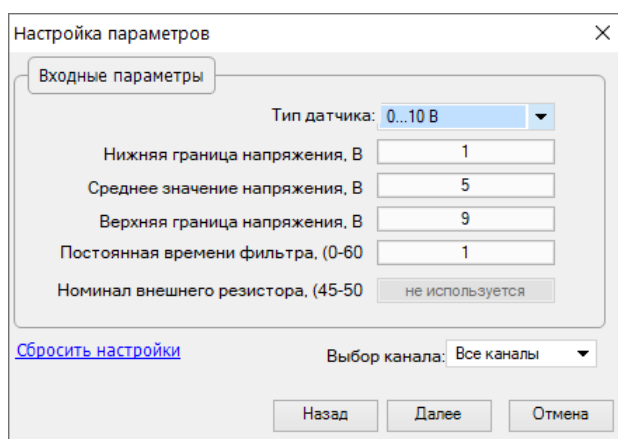 Настройка параметров
Входные параметры
Тип датчика: 0...10 В
Нижняя граница напряжения, В 1
Среднее значение напряжения, В 5
Верхняя граница напряжения, В 9
Постоянная времени фильтра, (0-60 1
Номинал внешнего резистора, (45-50 не используется
Сбросить настройки Выбор канала: Все каналы
Назад Далее Отмена